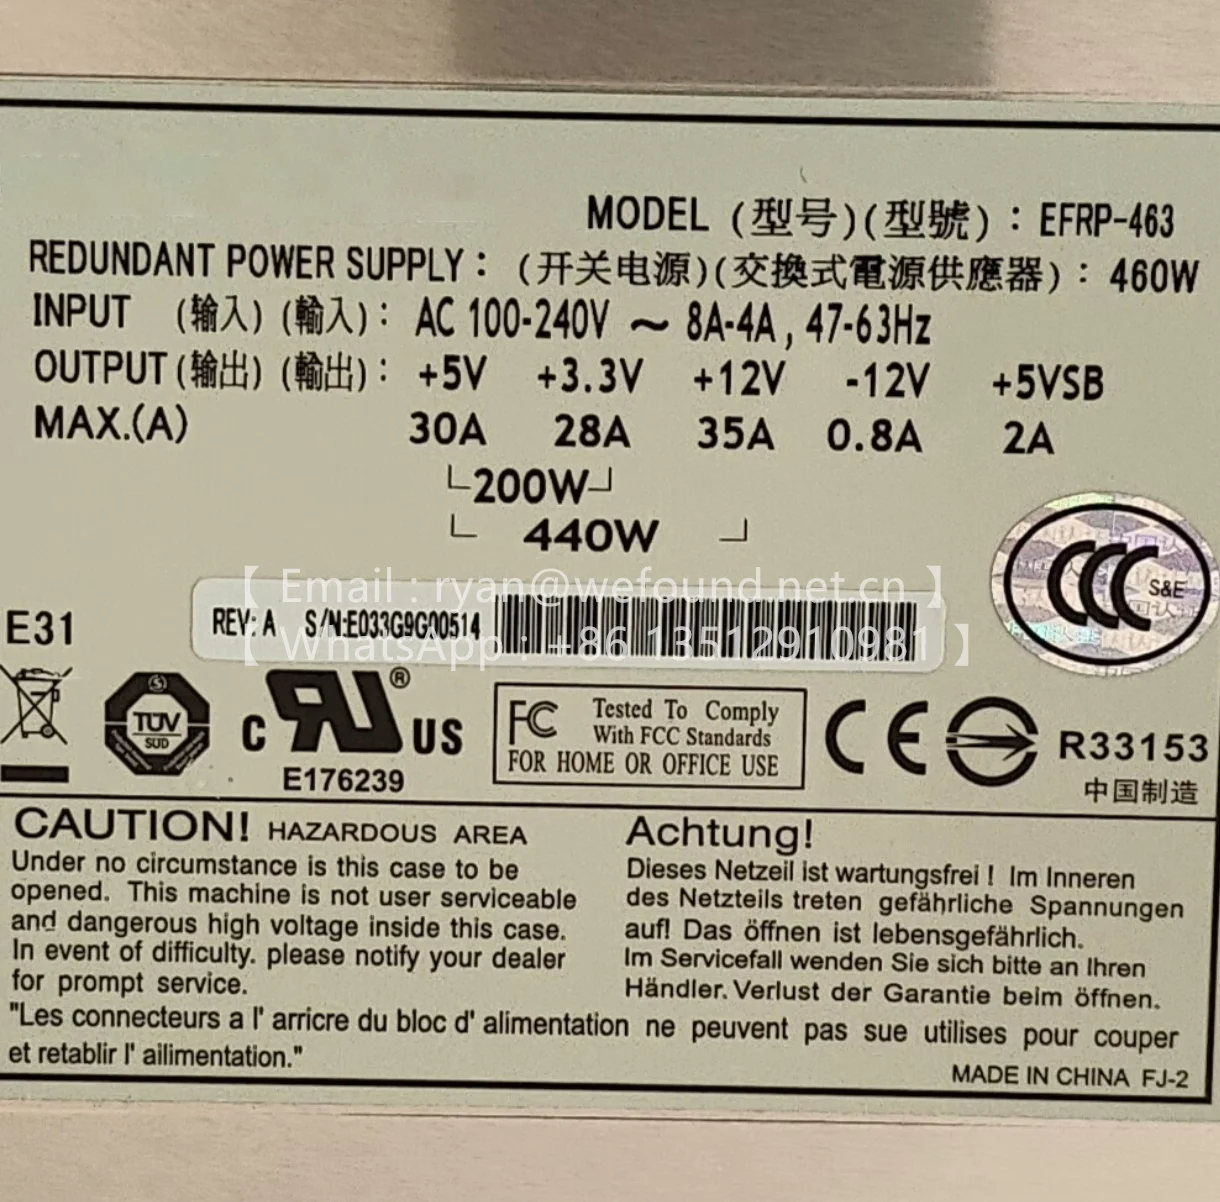 MODEL (型号)(型號) : EFRP-463
REDUNDANT POWER SUPPLY : (开关电源)(交換式電源供應器) : 460W
INPUT (输入) (輸入) : AC 100-240V ~ 8A-4A , 47-63Hz
OUTPUT (输出) (輸出) : +5V +3.3V +12V -12V +5VSB
MAX.(A) 30A 28A 35A 0.8A 2A
200W
440W
【 Email : ryan@wefound.net.cn 】
REV: A S/N:E033G9G00514
【 WhatsApp : +86 13512910981 】
CCC S&E
E31
TUV
SUD
c RU ® US
E176239
FC Tested To Comply
With FCC Standards
FOR HOME OR OFFICE USE
CE
R33153
中国制造
CAUTION! HAZARDOUS AREA
Under no circumstance is this case to be
opened. This machine is not user serviceable
and dangerous high voltage inside this case.
In event of difficulty. please notify your dealer
for prompt service.
Achtung!
Dieses Netzeil ist wartungsfrei ! Im Inneren
des Netzteils treten gefährliche Spannungen
auf! Das öffnen ist lebensgefährlich.
Im Servicefall wenden Sie sich bitte an Ihren
Händler. Verlust der Garantie beim öffnen.
"Les connecteurs a l' arricre du bloc d' alimentation ne peuvent pas sue utilises pour couper
et retablir l' ailimentation."
MADE IN CHINA FJ-2